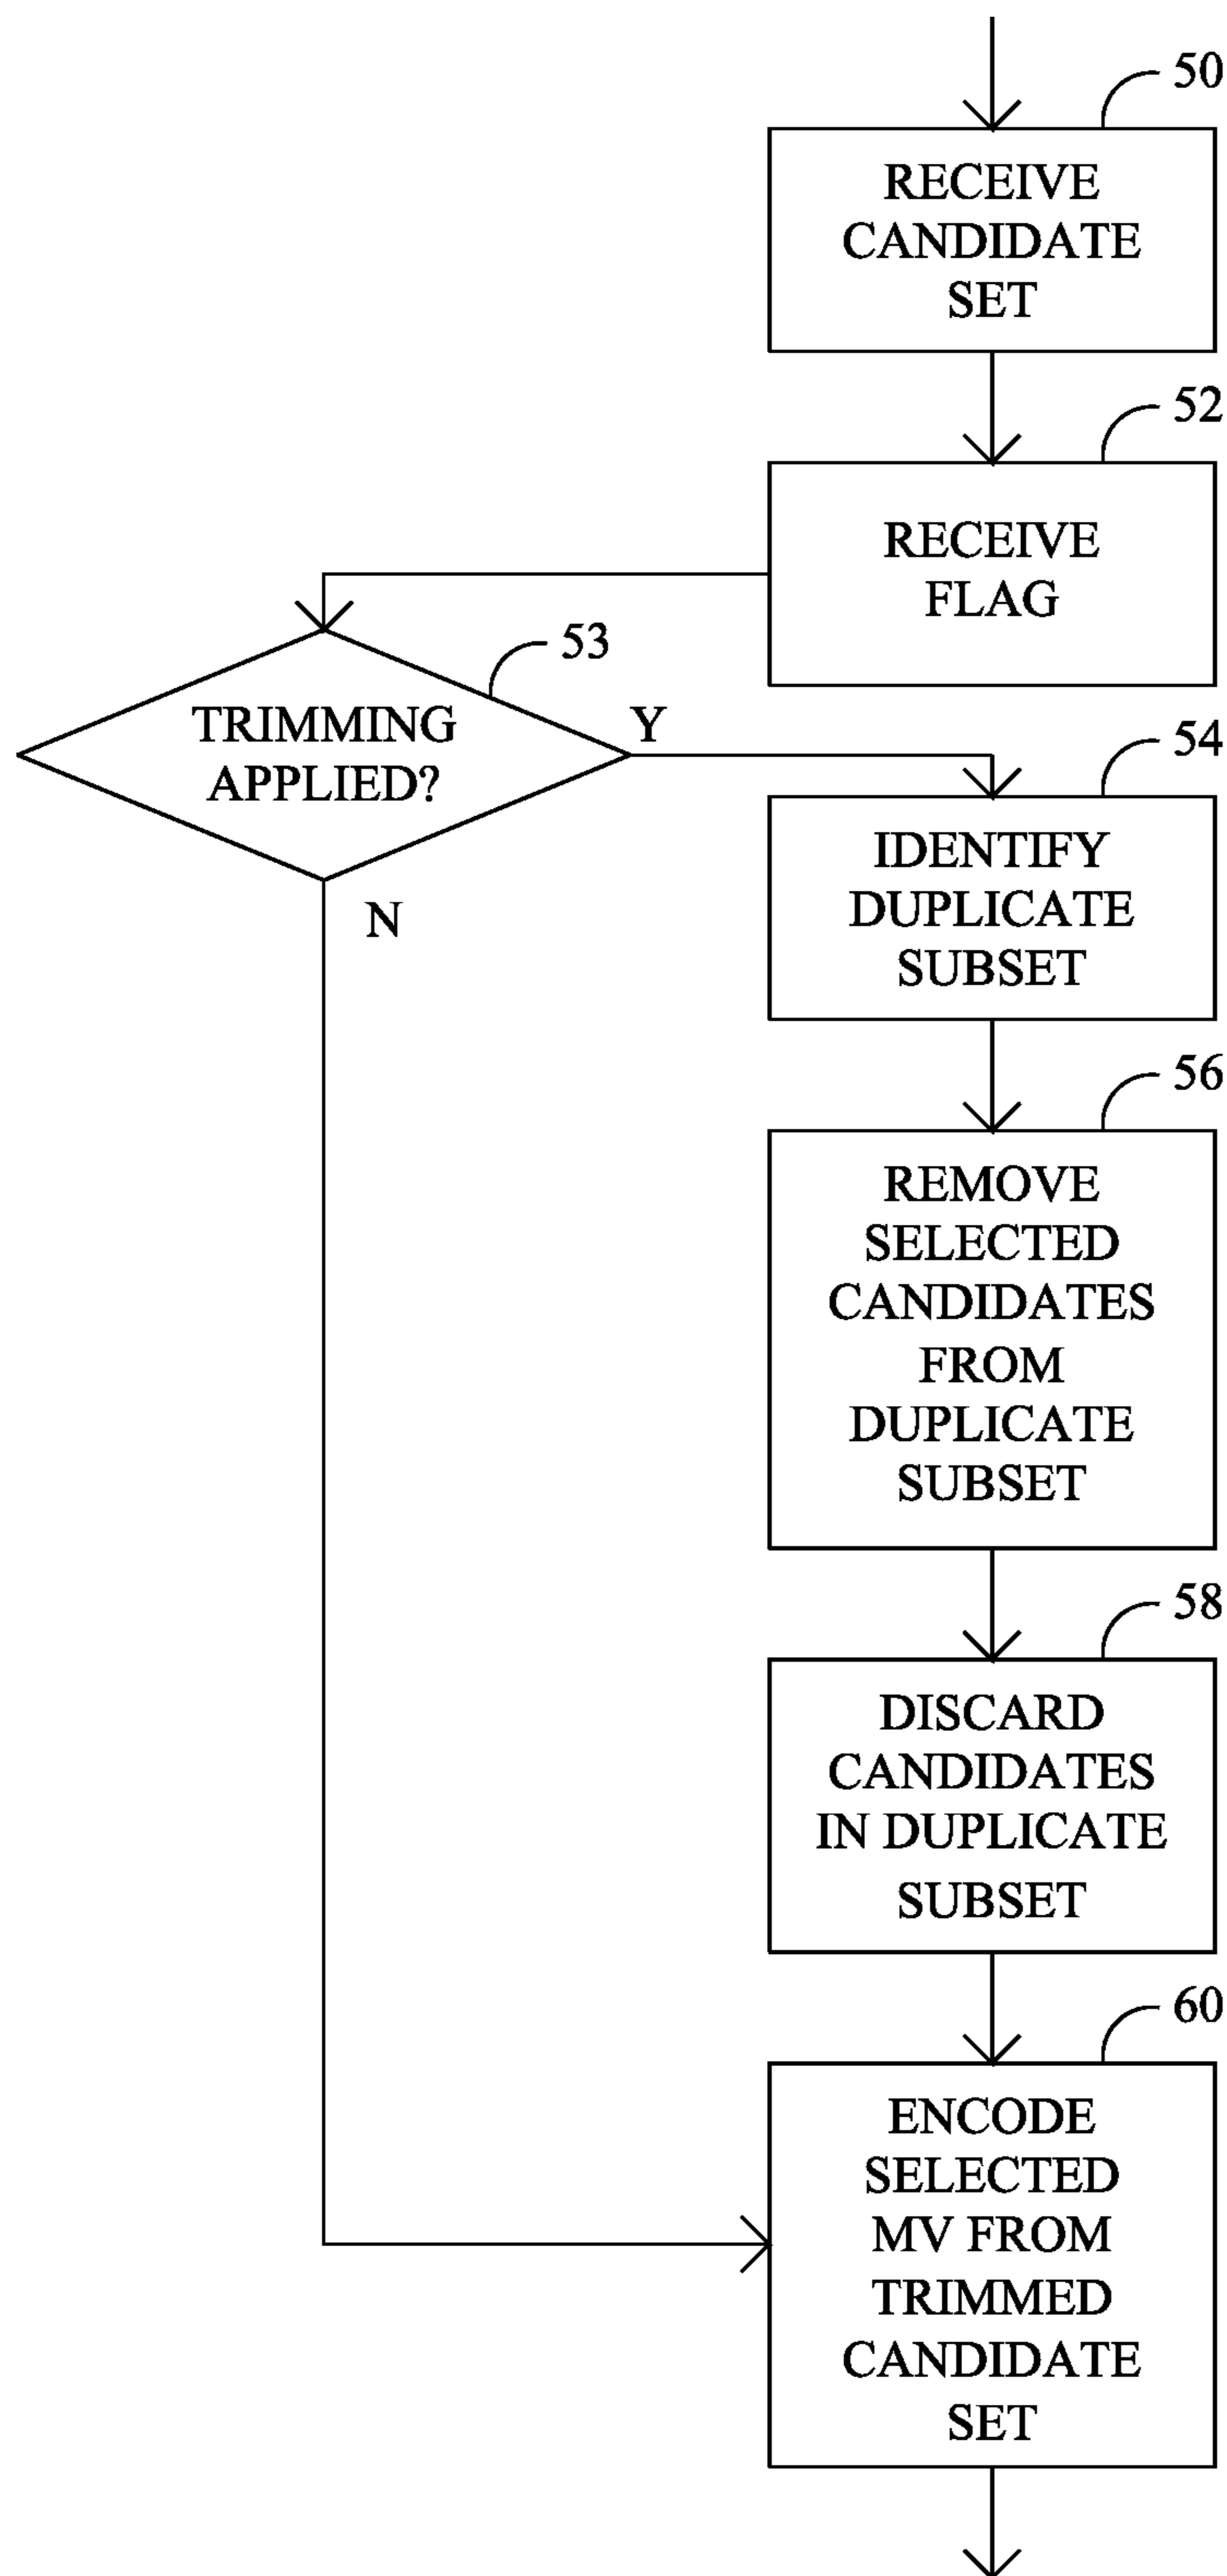 50
RECEIVE
CANDIDATE
SET
52
RECEIVE
FLAG
53
TRIMMING
APPLIED?
Y
N
54
IDENTIFY
DUPLICATE
SUBSET
56
REMOVE
SELECTED
CANDIDATES
FROM
DUPLICATE
SUBSET
58
DISCARD
CANDIDATES
IN DUPLICATE
SUBSET
60
ENCODE
SELECTED
MV FROM
TRIMMED
CANDIDATE
SET